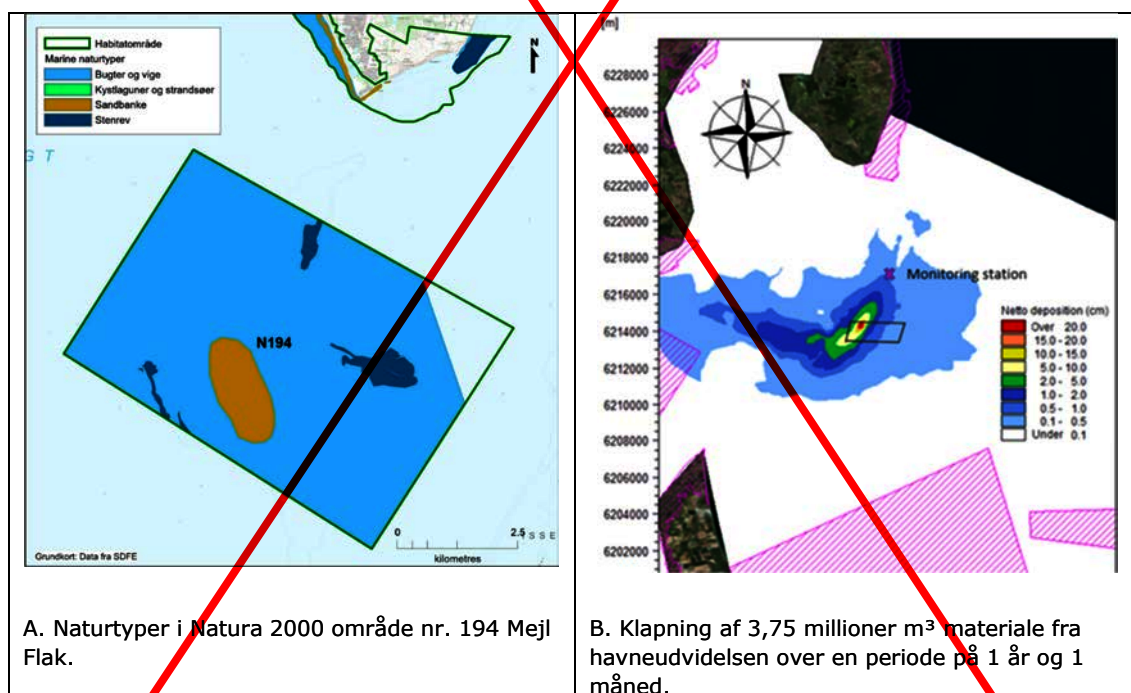 Habitatområde
Marine naturtyper
Bugter og vige
Kystlaguner og strandsøer
Sandbanke
Stenrev
N
G T
N194
0
2.5
S S E
kilometres
Grundkort: Data fra SDFE
A. Naturtyper i Natura 2000 område nr. 194 Mejl
Flak.
[m]
6228000
6226000
6224000
6222000
6220000
6218000
6216000
6214000
6212000
6210000
6208000
6206000
6204000
6202000
N
Monitoring station
Netto deposition (cm)
Over 20.0
15.0 - 20.0
10.0 - 15.0
5.0 - 10.0
2.0 - 5.0
1.0 - 2.0
0.5 - 1.0
0.1 - 0.5
Under 0.1
B. Klapning af 3,75 millioner m³ materiale fra
havneudvidelsen over en periode på 1 år og 1
måned.